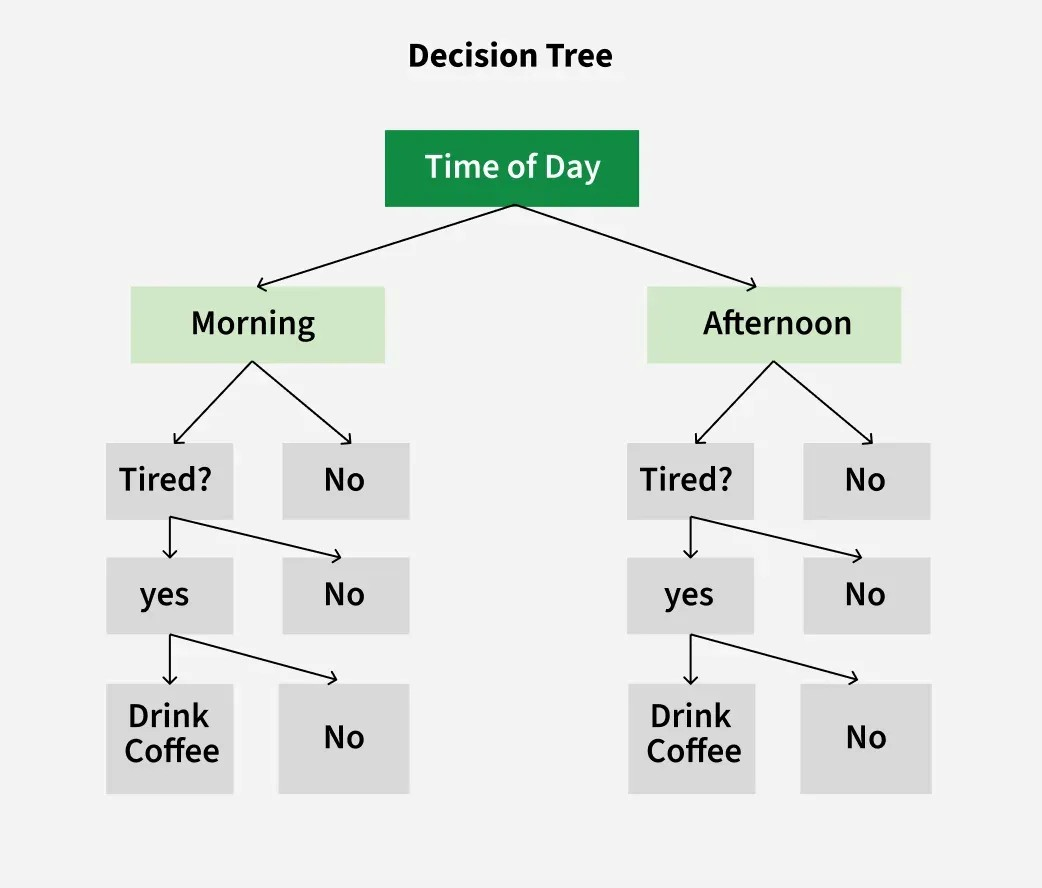 Decision Tree
Time of Day
Morning
Afternoon
Tired?
No
Tired?
No
yes
No
yes
No
Drink
Coffee
No
Drink
Coffee
No